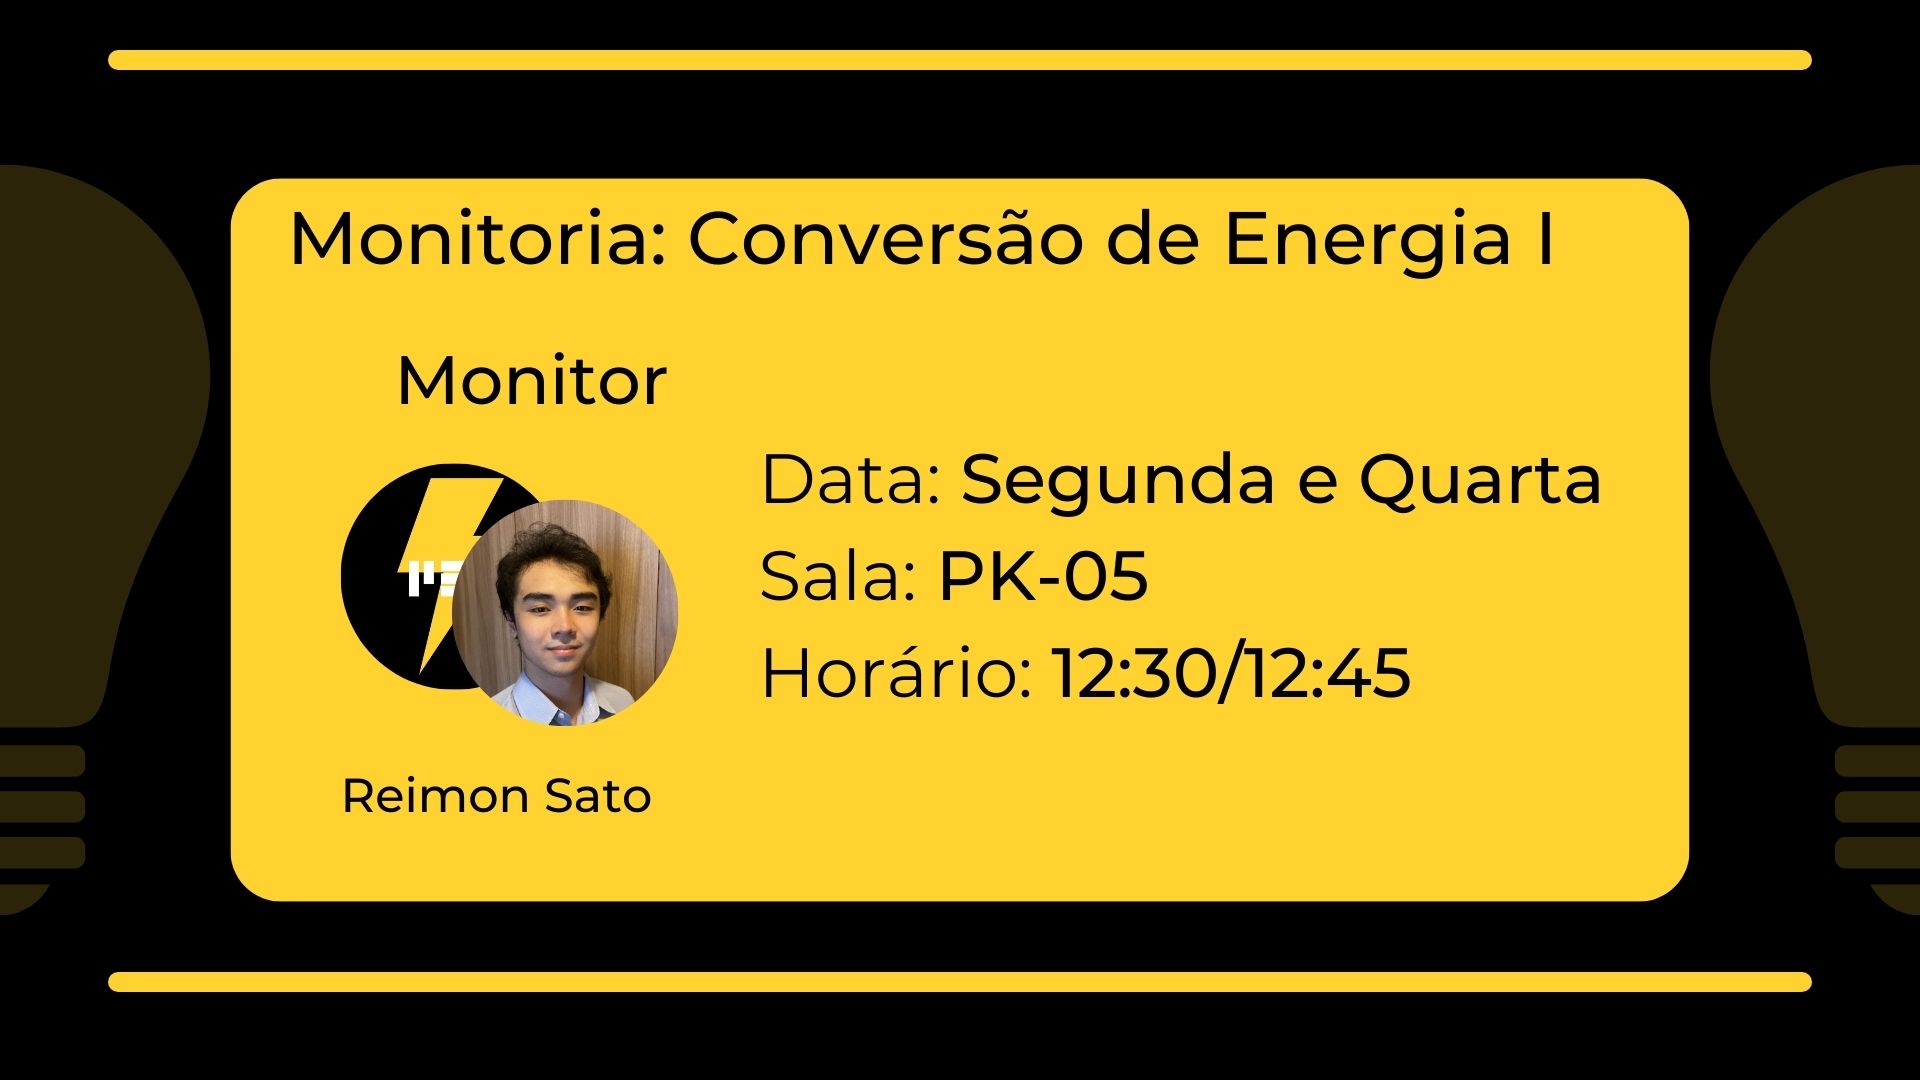 Monitoria: Conversão de Energia I
Monitor
Data: Segunda e Quarta
Sala: PK-05
Horário: 12:30/12:45
Reimon Sato